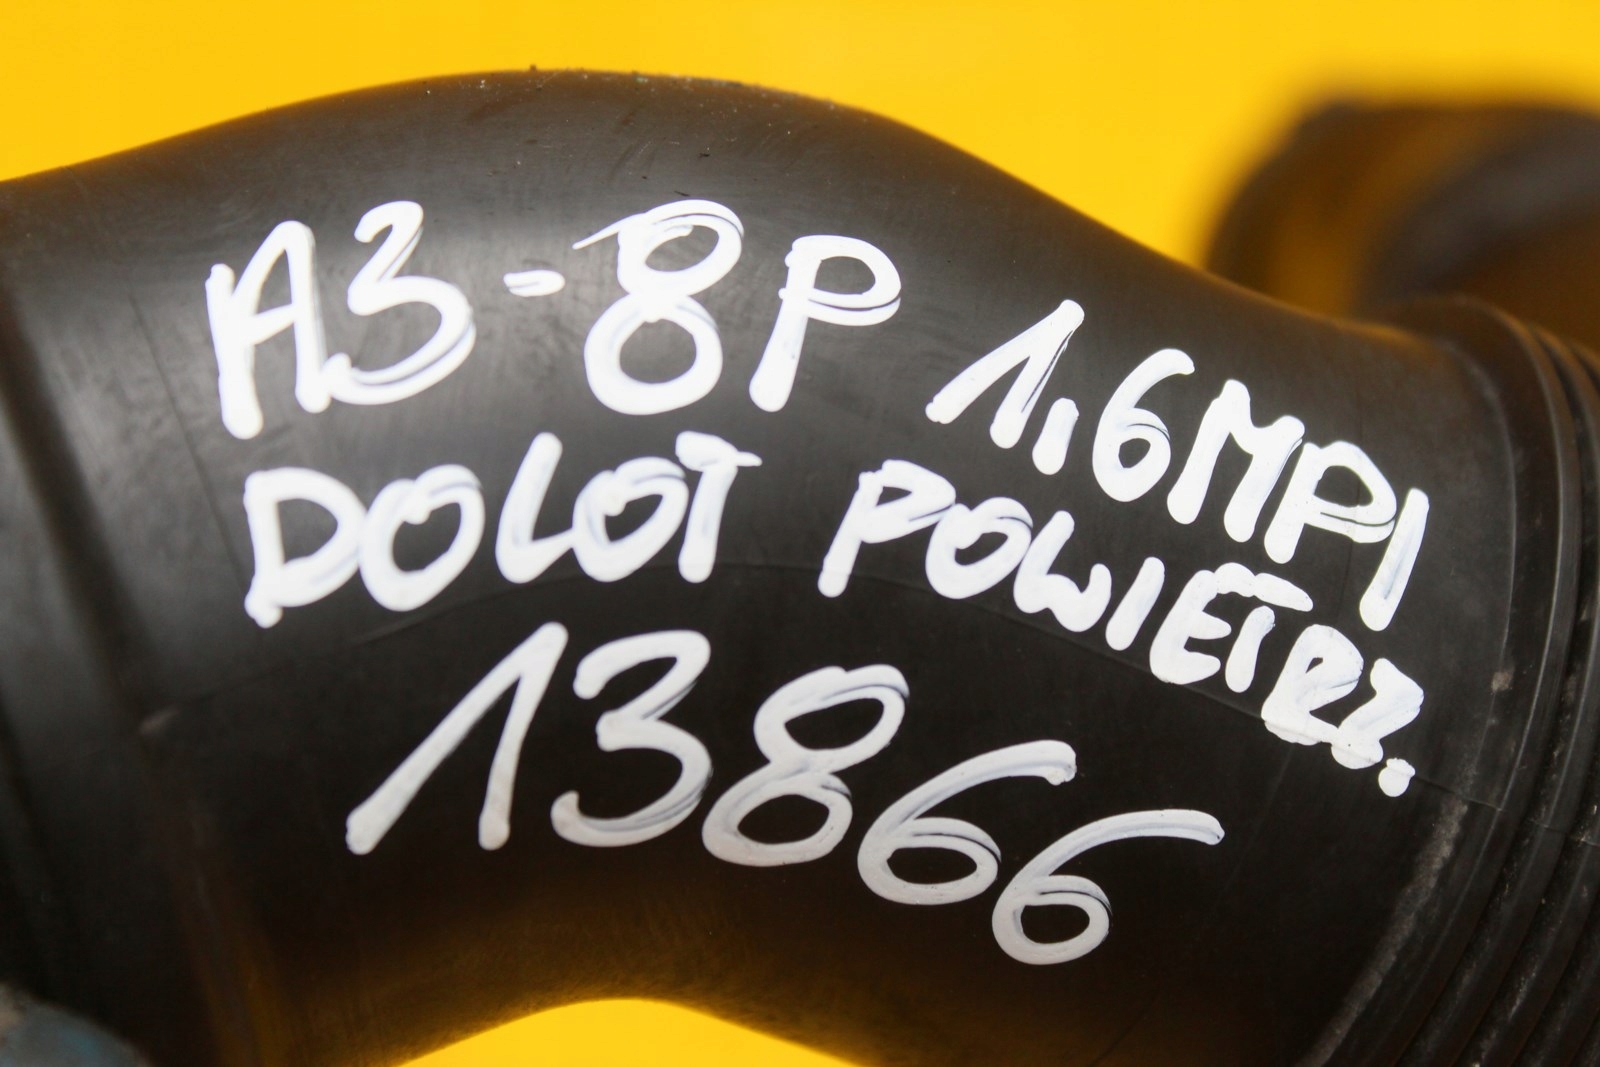 A3-8P 1,6MPI
DOLOT POWIETRZ.
13866